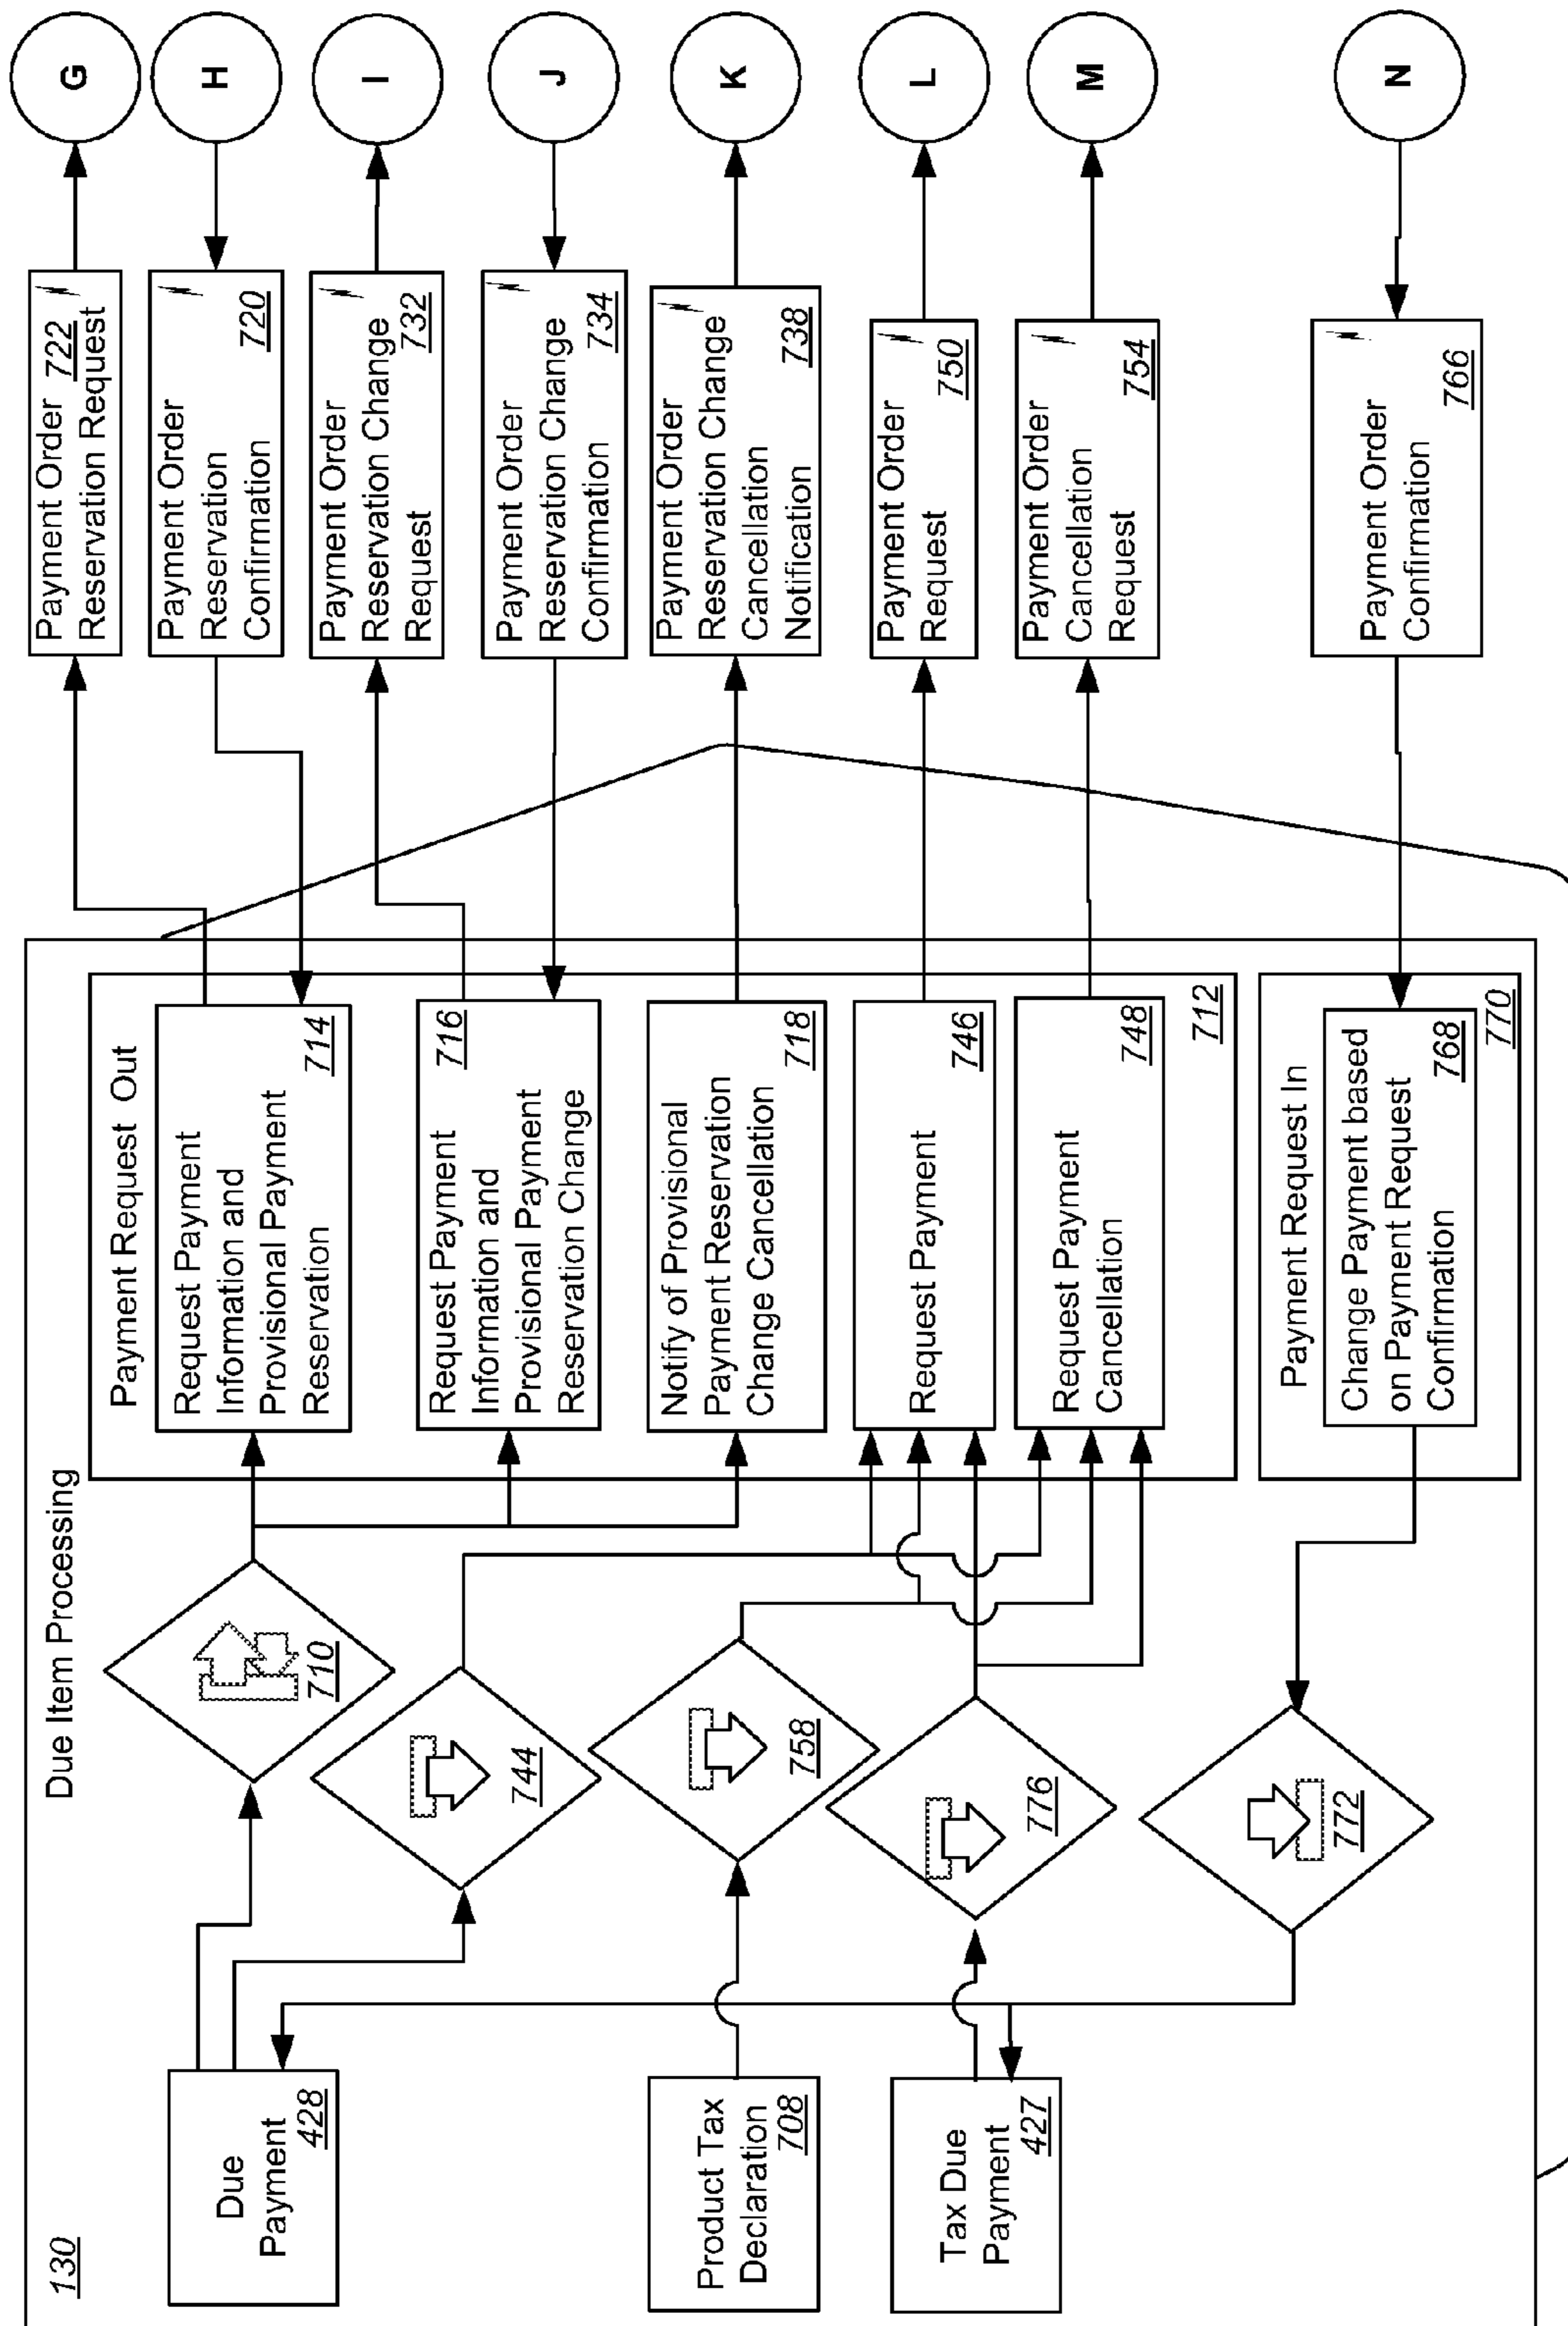 130
Due Item Processing
Due
Payment
428
Product Tax
Declaration
708
Tax Due
Payment
427
710
744
758
776
772
Payment Request Out
Request Payment
Information and
Provisional Payment
Reservation
714
Request Payment
Information and
Provisional Payment
Reservation Change
716
Notify of Provisional
Payment Reservation
Change Cancellation
718
Request Payment
746
Request Payment
Cancellation
748
712
Payment Request In
Change Payment based
on Payment Request
Confirmation
768
770
Payment Order 722
Reservation Request
Payment Order
Reservation
Confirmation
720
Payment Order
Reservation Change
Request
732
Payment Order
Reservation Change
Confirmation
734
Payment Order
Reservation Change
Cancellation
Notification
738
Payment Order
Request
750
Payment Order
Cancellation
Request
754
Payment Order
Confirmation
766
G
H
I
J
K
L
M
N